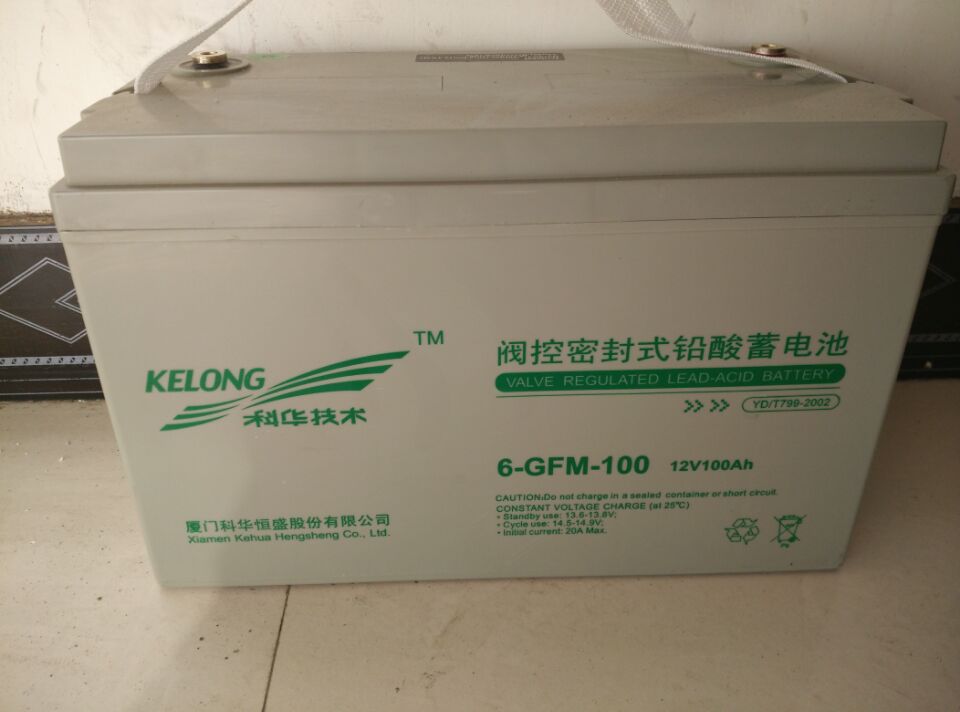 KELONG
TM
科华技术
厦门科华恒盛股份有限公司
Xiamen Kehua Hengsheng Co., Ltd.
阀控密封式铅酸蓄电池
VALVE REGULATED LEAD-ACID BATTERY
YD/T799-2002
6-GFM-100 12V100Ah
CAUTION:Do not charge in a sealed container or short circuit.
CONSTANT VOLTAGE CHARGE (at 25℃)
• Standby use: 13.6-13.8V;
• Cycle use: 14.5-14.9V;
• Initial current: 20A Max.